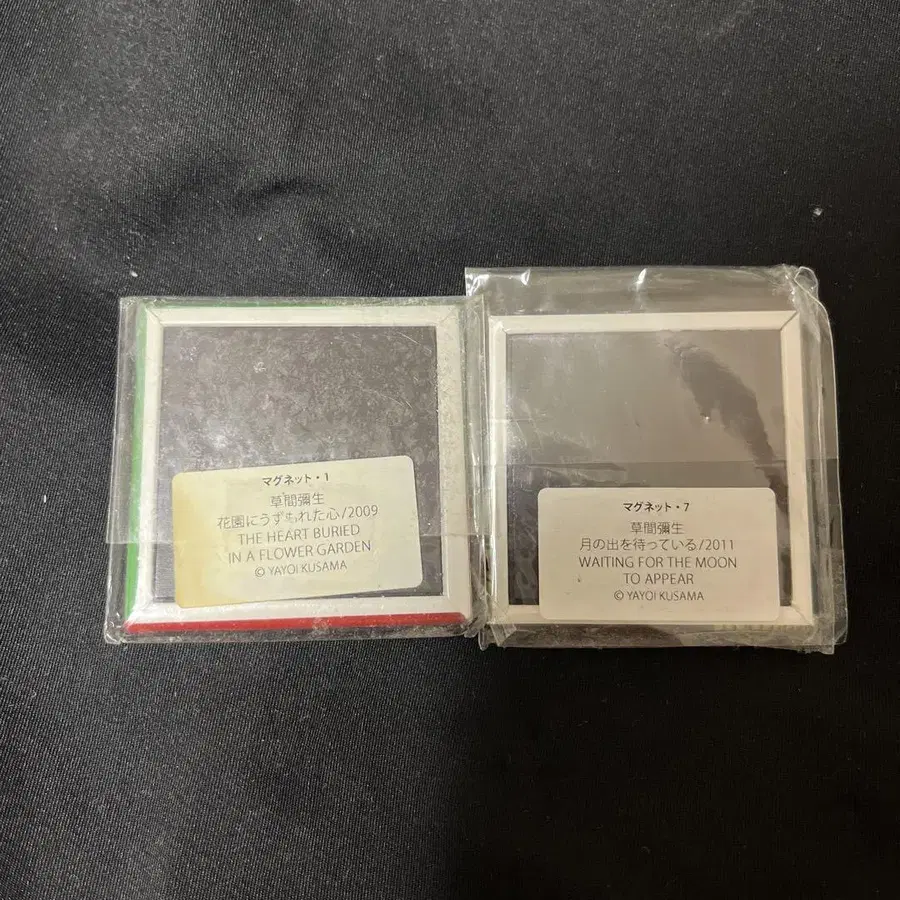 マグネット・1
草間彌生
花園にうずもれた心/2009
THE HEART BURIED
IN A FLOWER GARDEN
© YAYOI KUSAMA
マグネット・7
草間彌生
月の出を待っている/2011
WAITING FOR THE MOON
TO APPEAR
© YAYOI KUSAMA